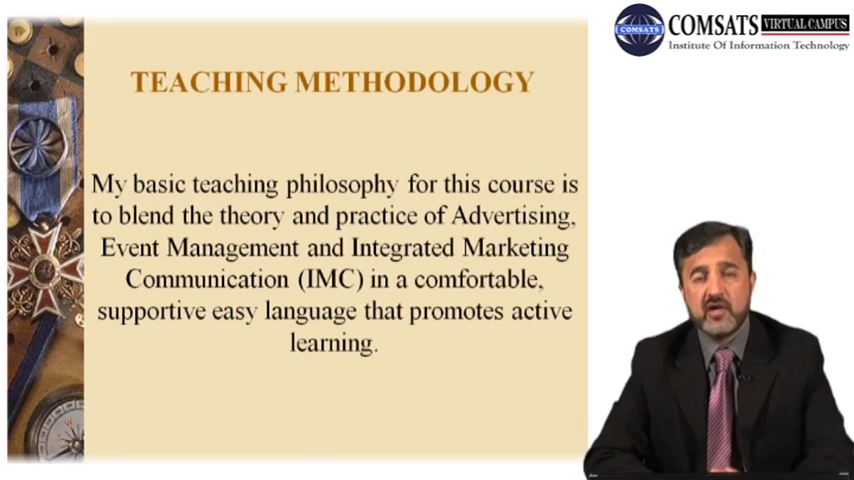 COMSATS VIRTUAL CAMPUS
COMSATS
Institute Of Information Technology
TEACHING METHODOLOGY
My basic teaching philosophy for this course is
to blend the theory and practice of Advertising,
Event Management and Integrated Marketing
Communication (IMC) in a comfortable,
supportive easy language that promotes active
learning.